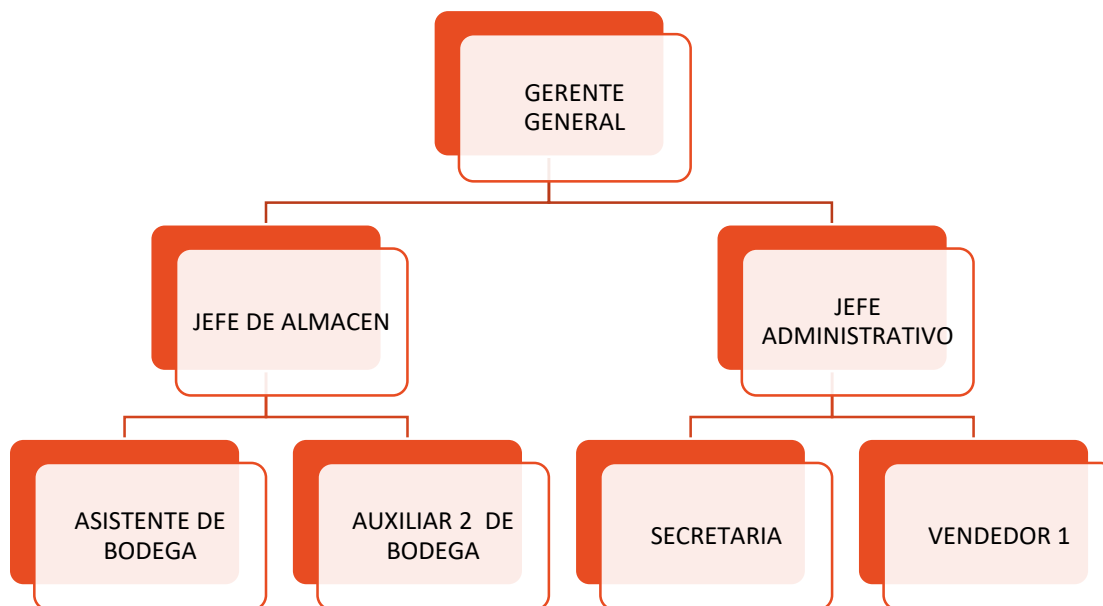 GERENTE
GENERAL
JEFE DE ALMACEN
JEFE
ADMINISTRATIVO
ASISTENTE DE
BODEGA
AUXILIAR 2 DE
BODEGA
SECRETARIA
VENDEDOR 1